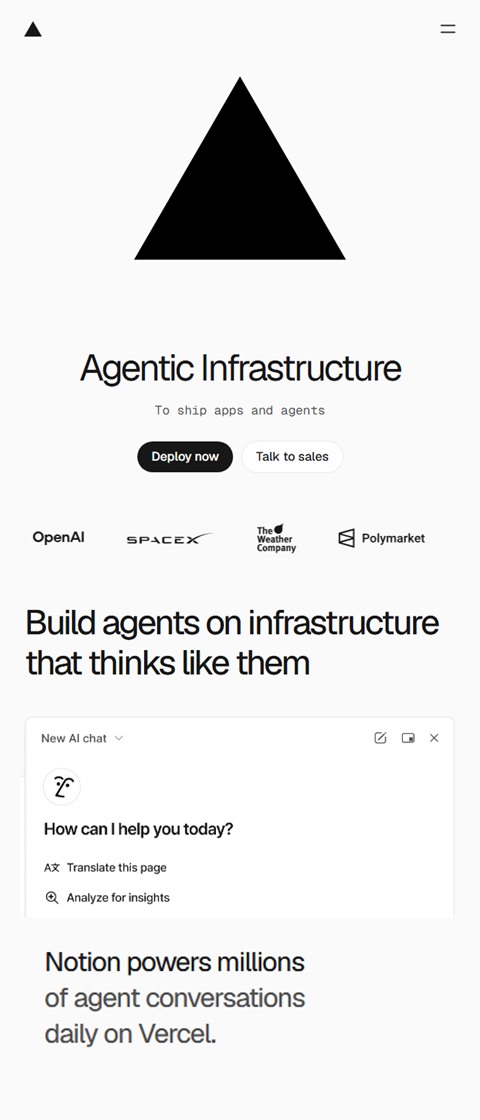 Agentic Infrastructure
To ship apps and agents
Deploy now
Talk to sales
OpenAI
SPACEX
The
Weather
Company
Polymarket
Build agents on infrastructure
that thinks like them
New AI chat
How can I help you today?
A文 Translate this page
Analyze for insights
Notion powers millions
of agent conversations
daily on Vercel.